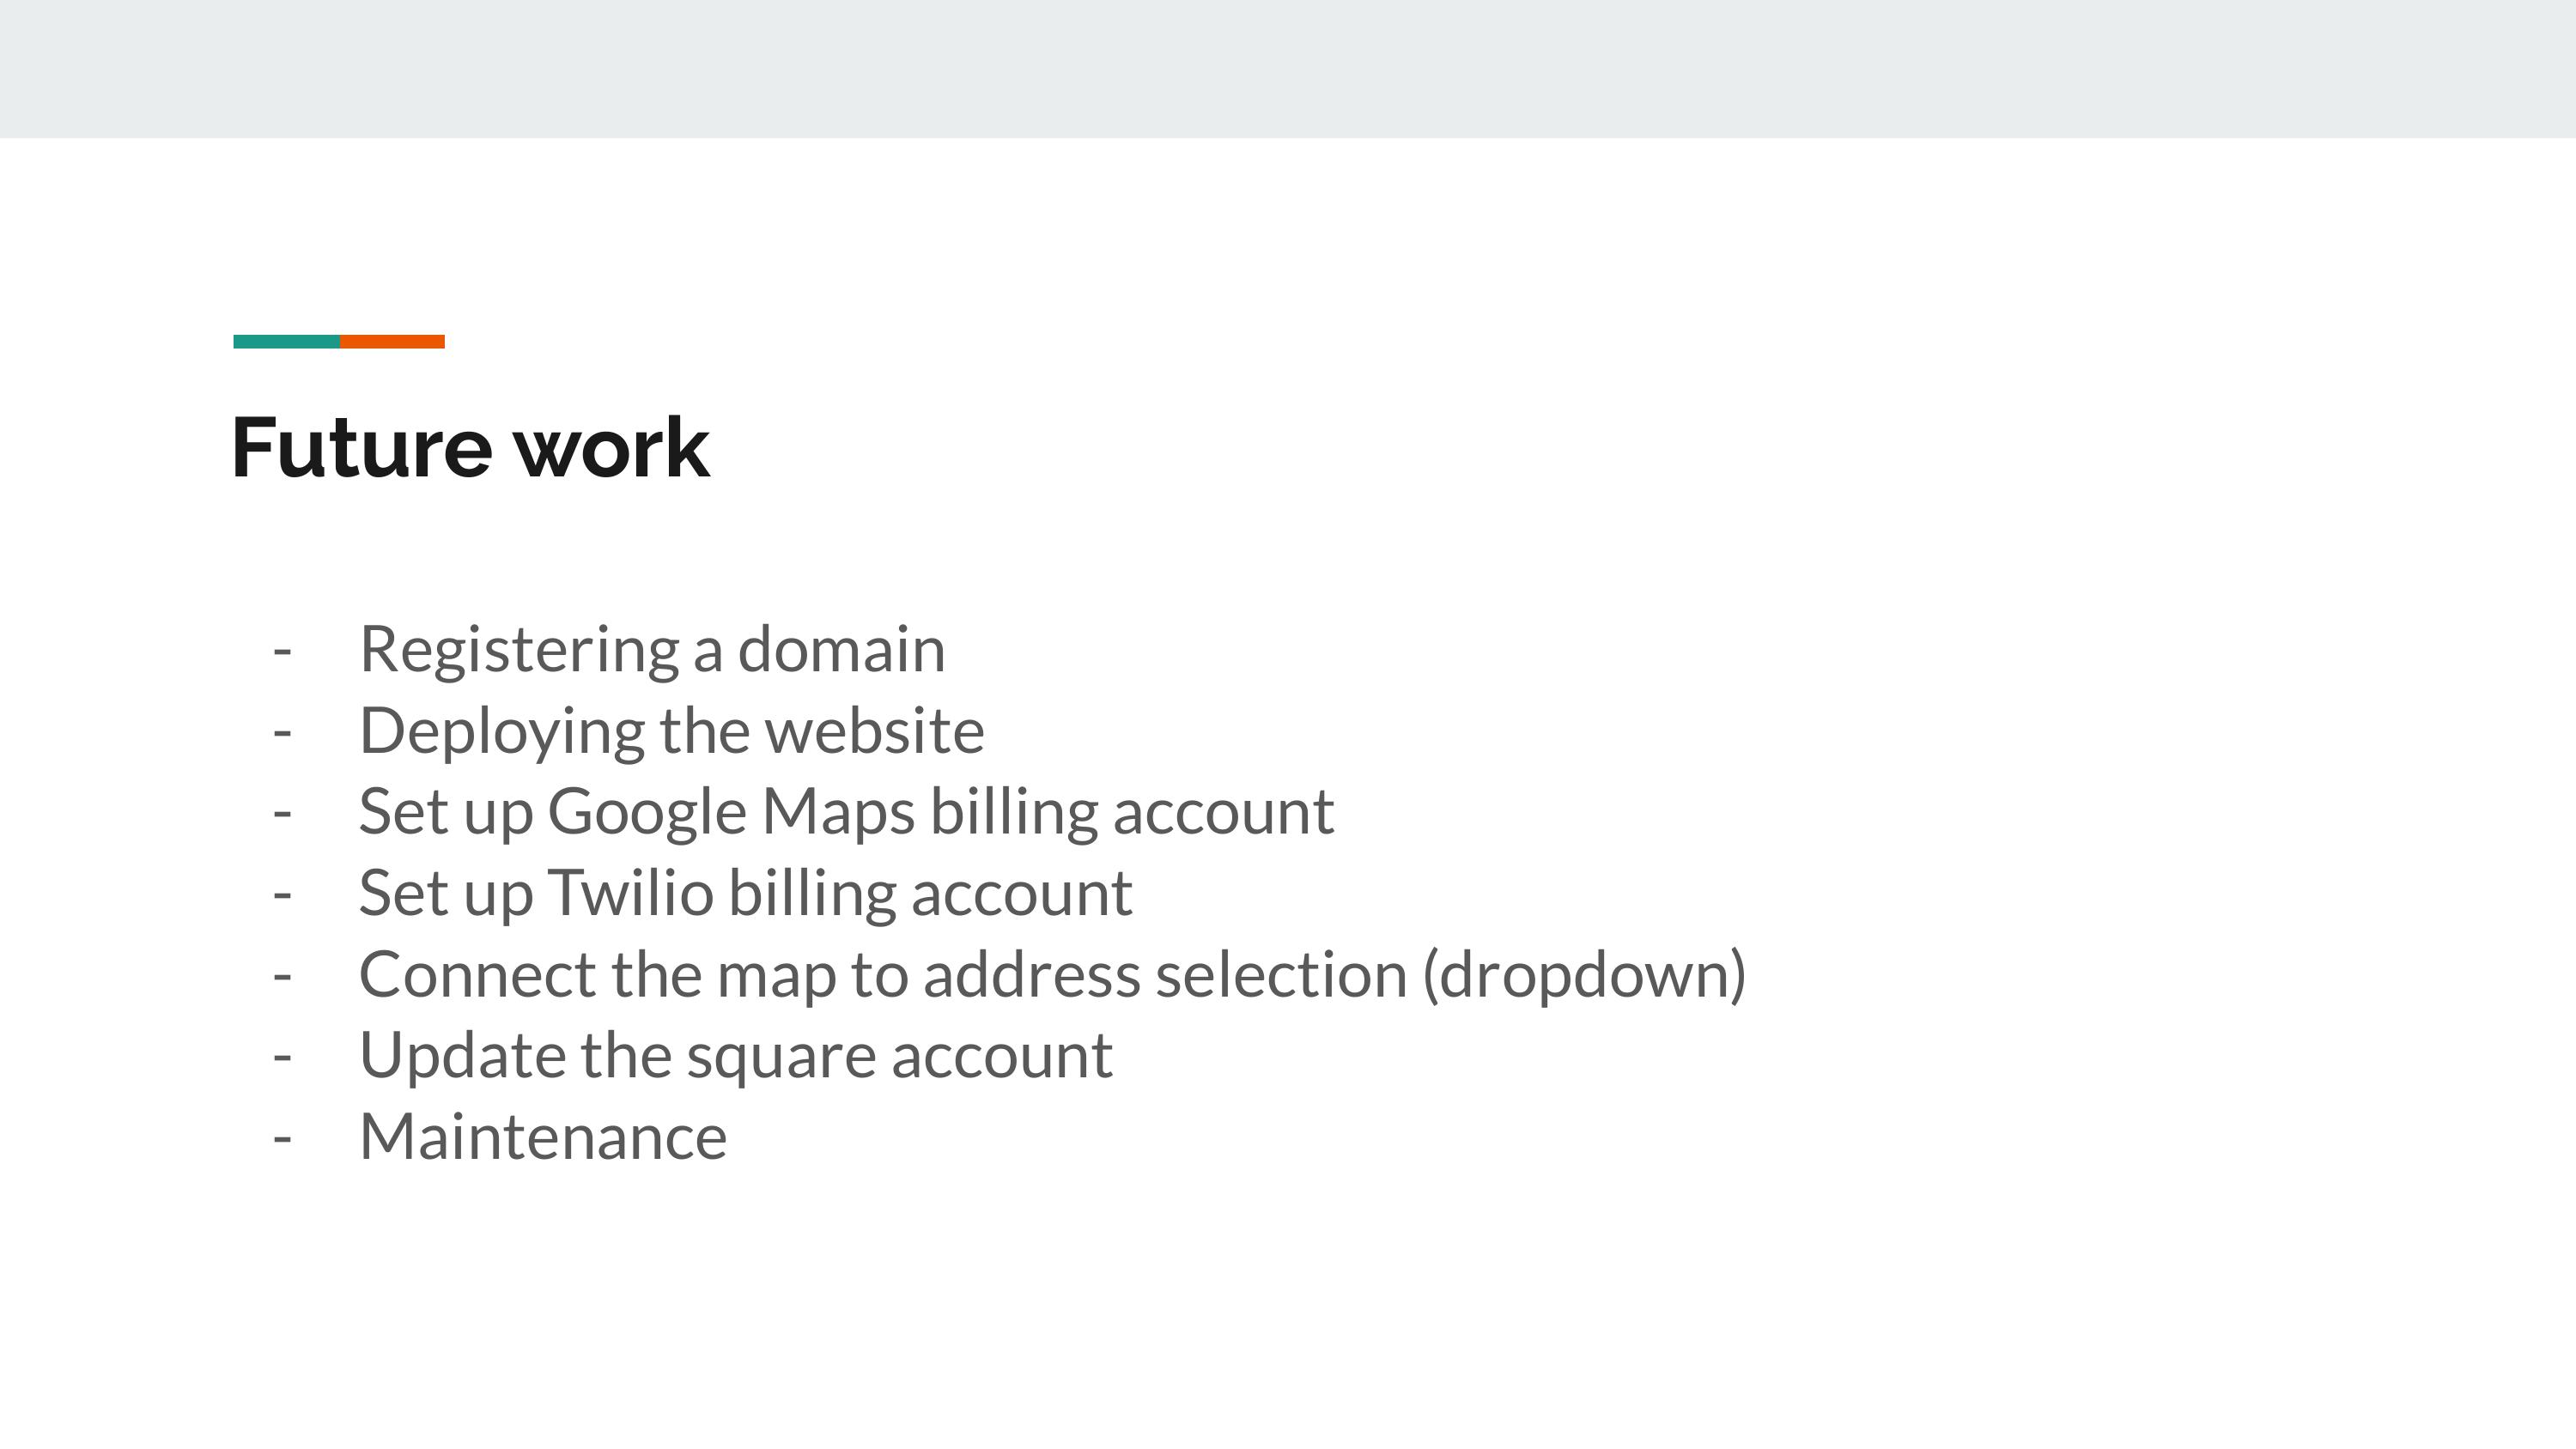 Future work
- Registering a domain
- Deploying the website
- Set up Google Maps billing account
- Set up Twilio billing account
- Connect the map to address selection (dropdown)
- Update the square account
- Maintenance